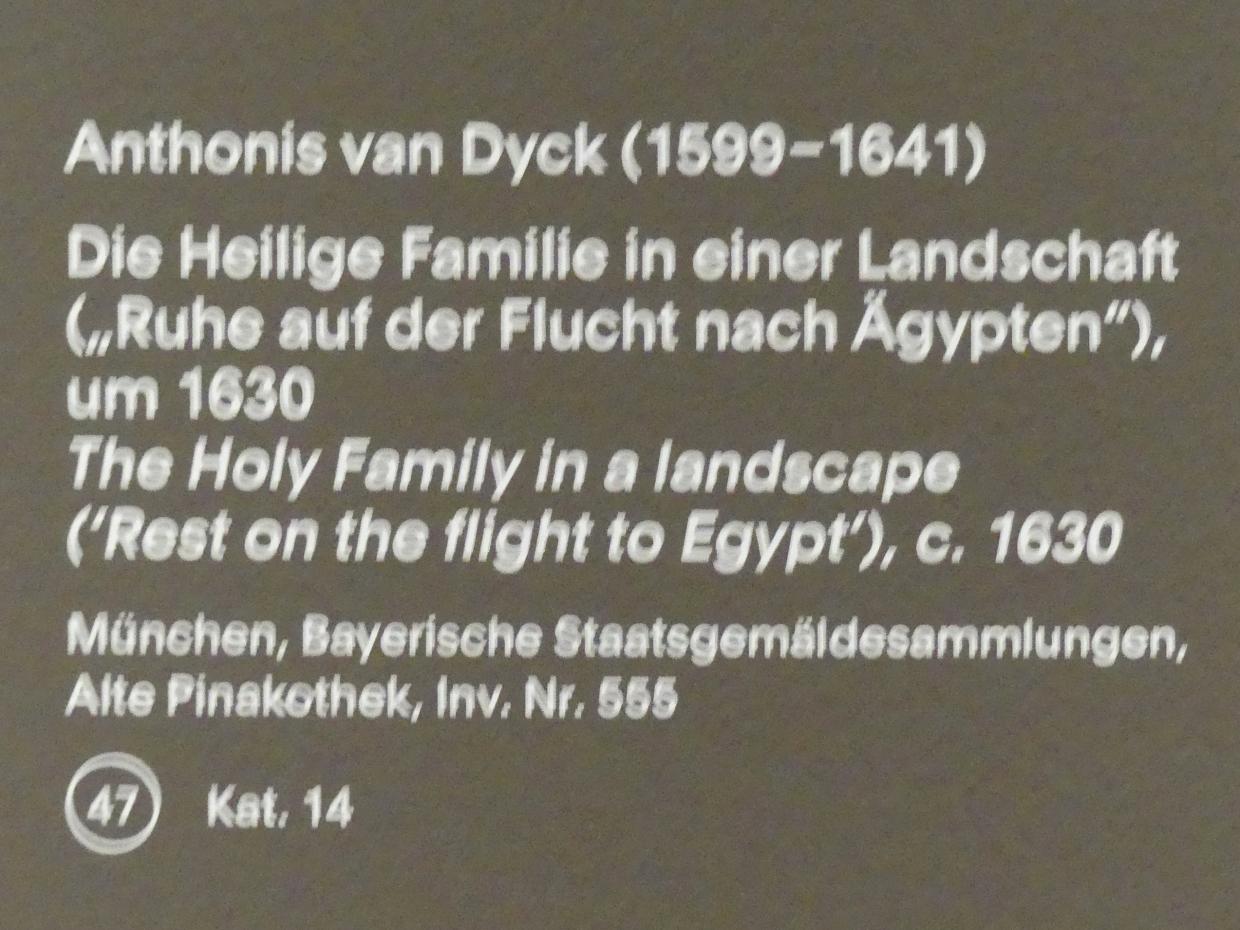 Anthonis van Dyck (1599–1641)
Die Heilige Familie in einer Landschaft
(„Ruhe auf der Flucht nach Ägypten“),
um 1630
The Holy Family in a landscape
(‘Rest on the flight to Egypt’), c. 1630
München, Bayerische Staatsgemäldesammlungen,
Alte Pinakothek, Inv. Nr. 555
47 Kat. 14